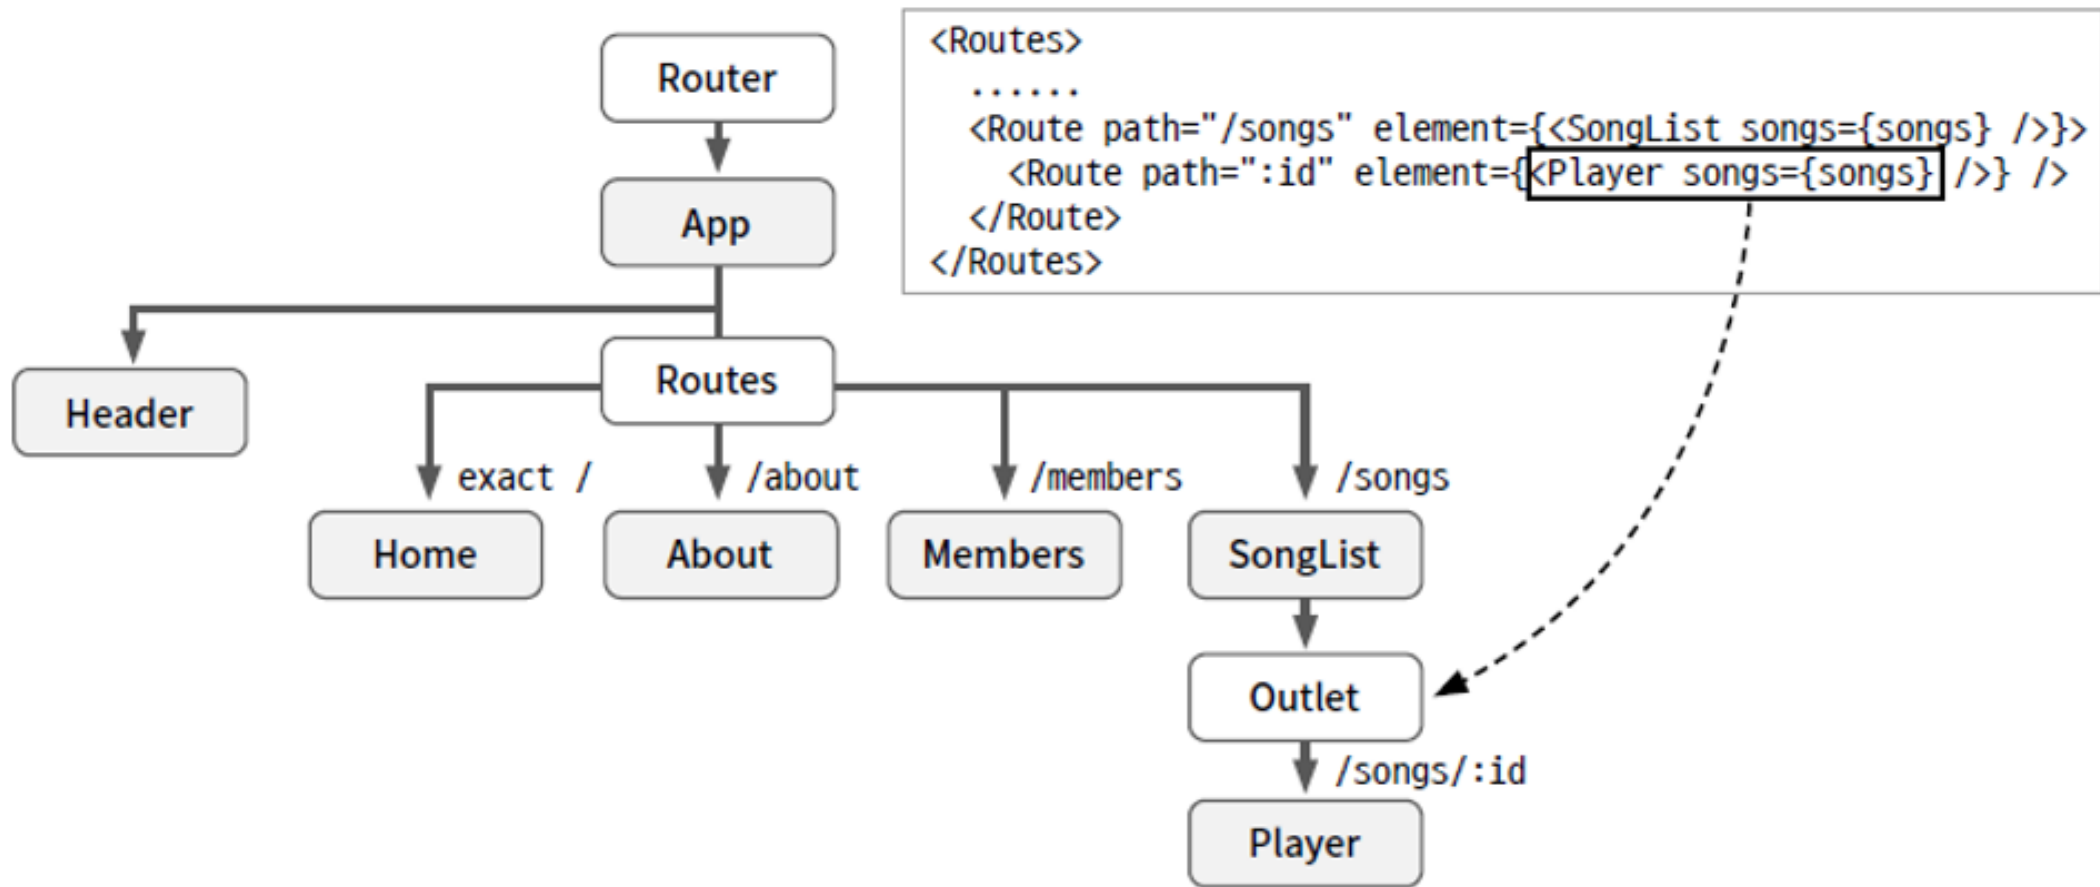 Router
<Routes>
......
<Route path="/songs" element={<SongList songs={songs} />}>
<Route path=":id" element={<Player songs={songs} />} />
</Route>
</Routes>
App
Routes
Header
exact /
/about
/members
/songs
Home
About
Members
SongList
Outlet
/songs/:id
Player